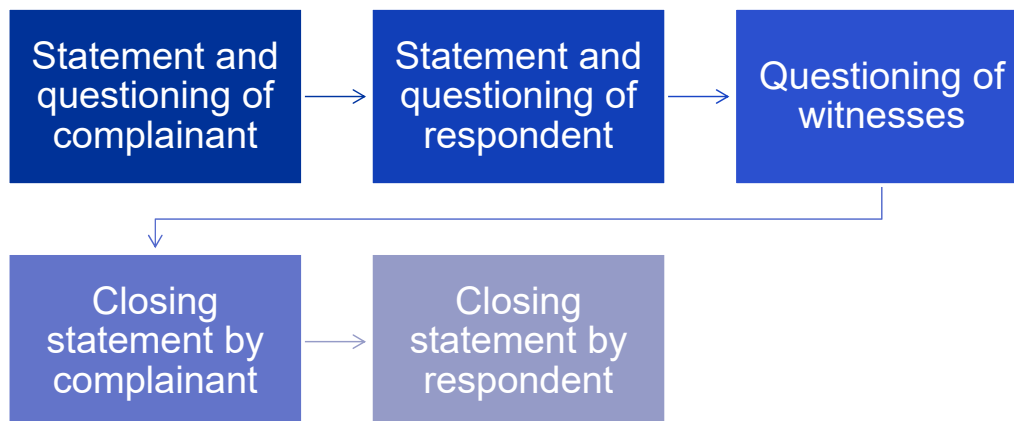 Statement and
questioning of
complainant
Statement and
questioning of
respondent
Questioning of
witnesses
Closing
statement by
complainant
Closing
statement by
respondent